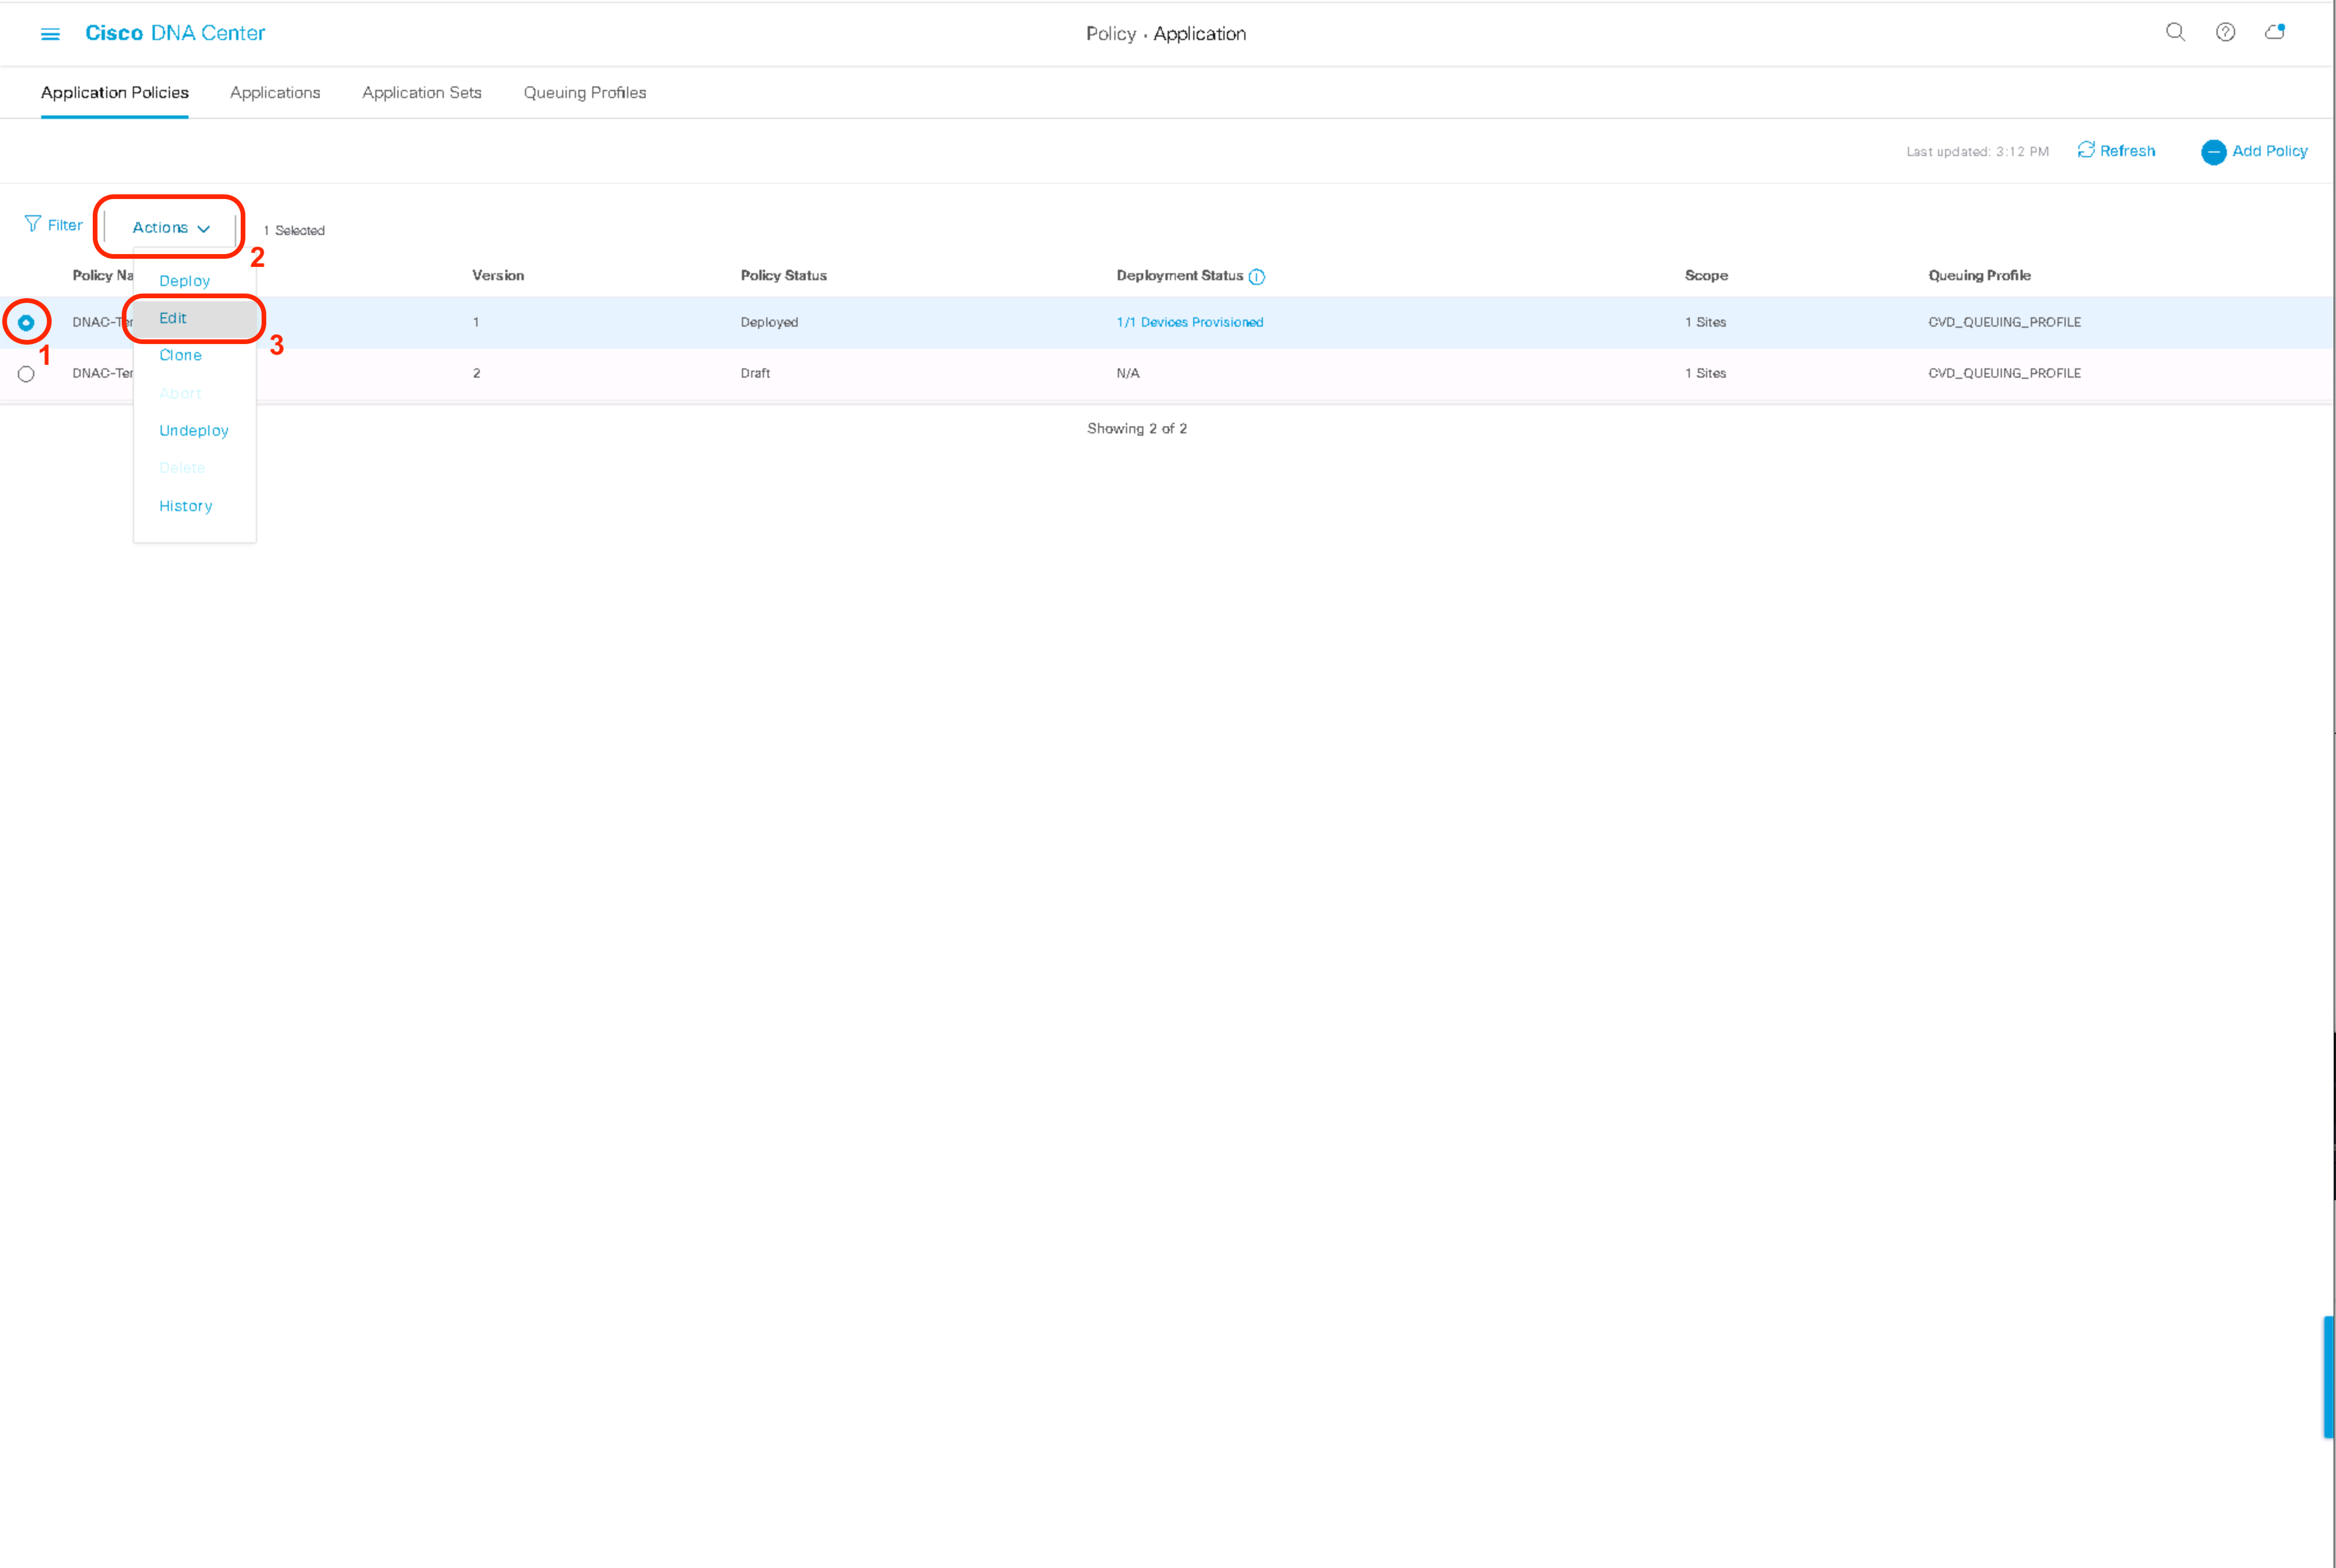 Cisco DNA Center
Policy · Application
Application Policies Applications Application Sets Queuing Profiles
Last updated: 3:12 PM Refresh Add Policy
Filter Actions 1 Selected
2
Policy Na Version Policy Status Deployment Status Scope Queuing Profile
Deploy
DNAC-Ter 1 Deployed 1/1 Devices Provisioned 1 Sites CVD_QUEUING_PROFILE
Edit
1
3
Clone
DNAC-Ter 2 Draft N/A 1 Sites CVD_QUEUING_PROFILE
Abort
Undeploy
Showing 2 of 2
Delete
History